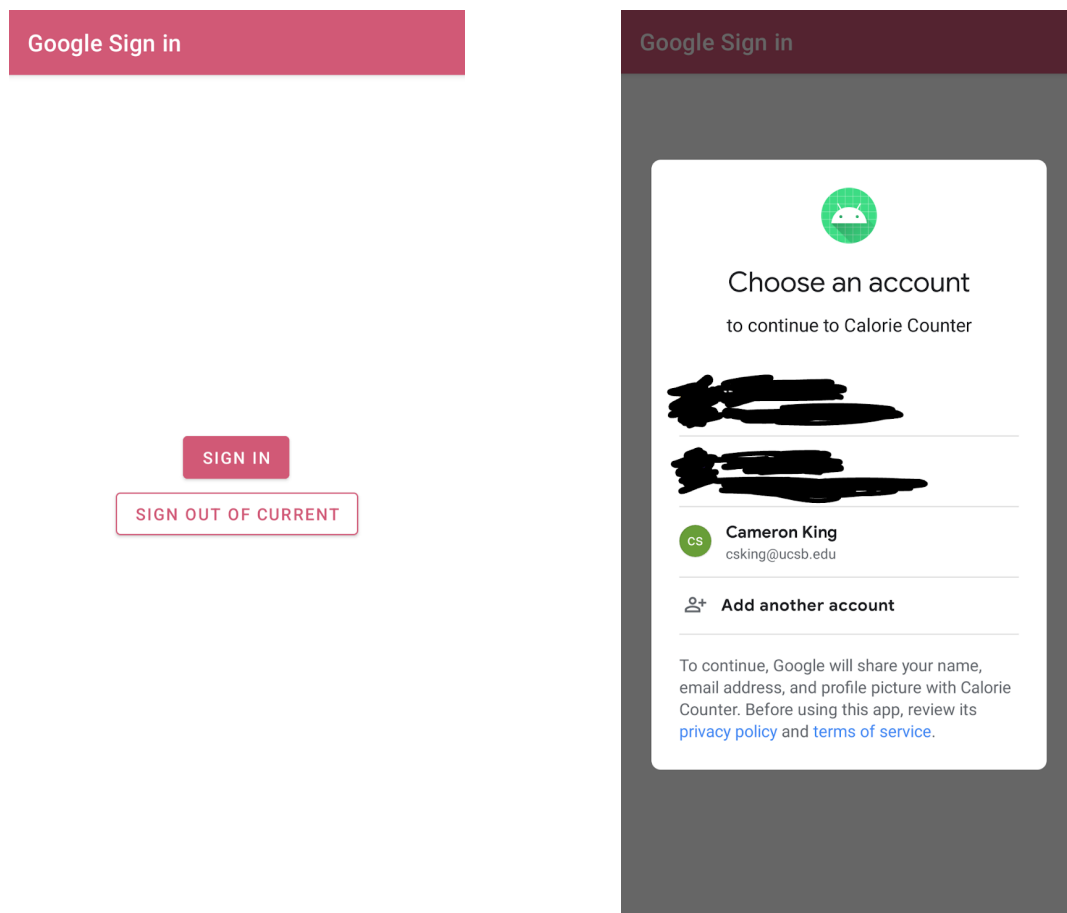 Google Sign in
SIGN IN
SIGN OUT OF CURRENT
Google Sign in
Choose an account
to continue to Calorie Counter
CS
Cameron King
csking@ucsb.edu
Add another account
To continue, Google will share your name,
email address, and profile picture with Calorie
Counter. Before using this app, review its
privacy policy and terms of service.